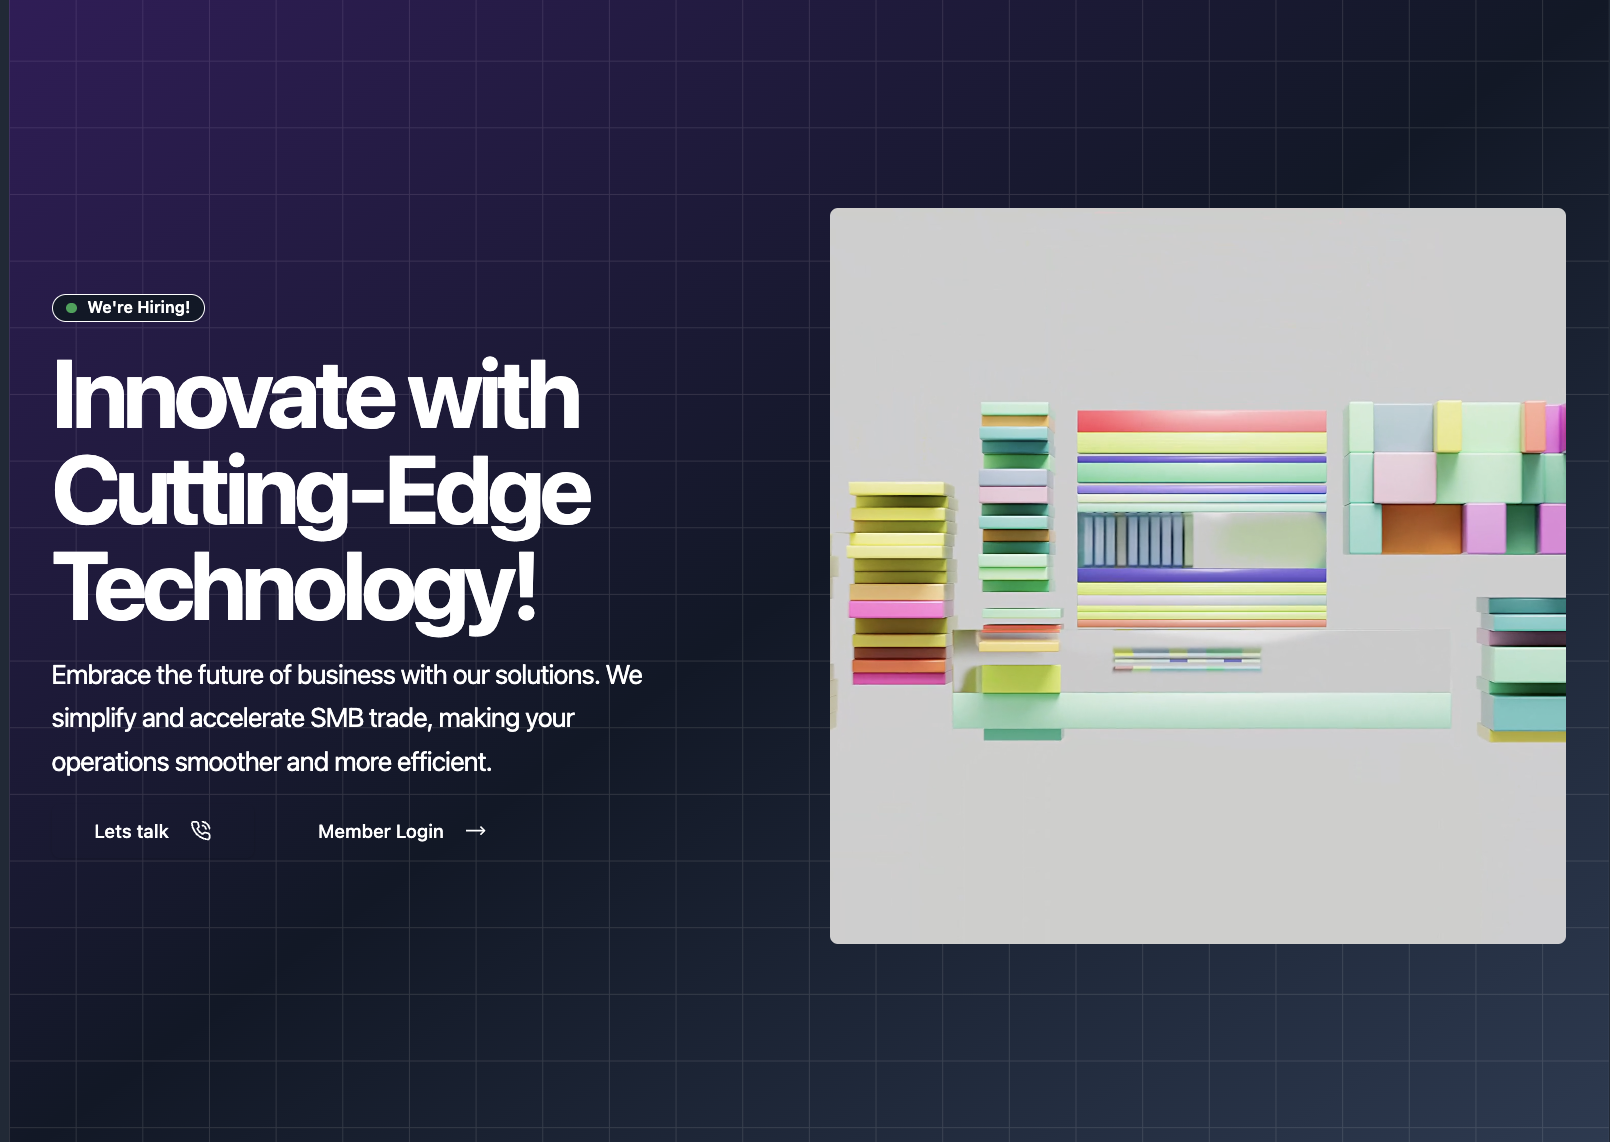 We're Hiring!
Innovate with
Cutting-Edge
Technology!
Embrace the future of business with our solutions. We
simplify and accelerate SMB trade, making your
operations smoother and more efficient.
Lets talk
Member Login